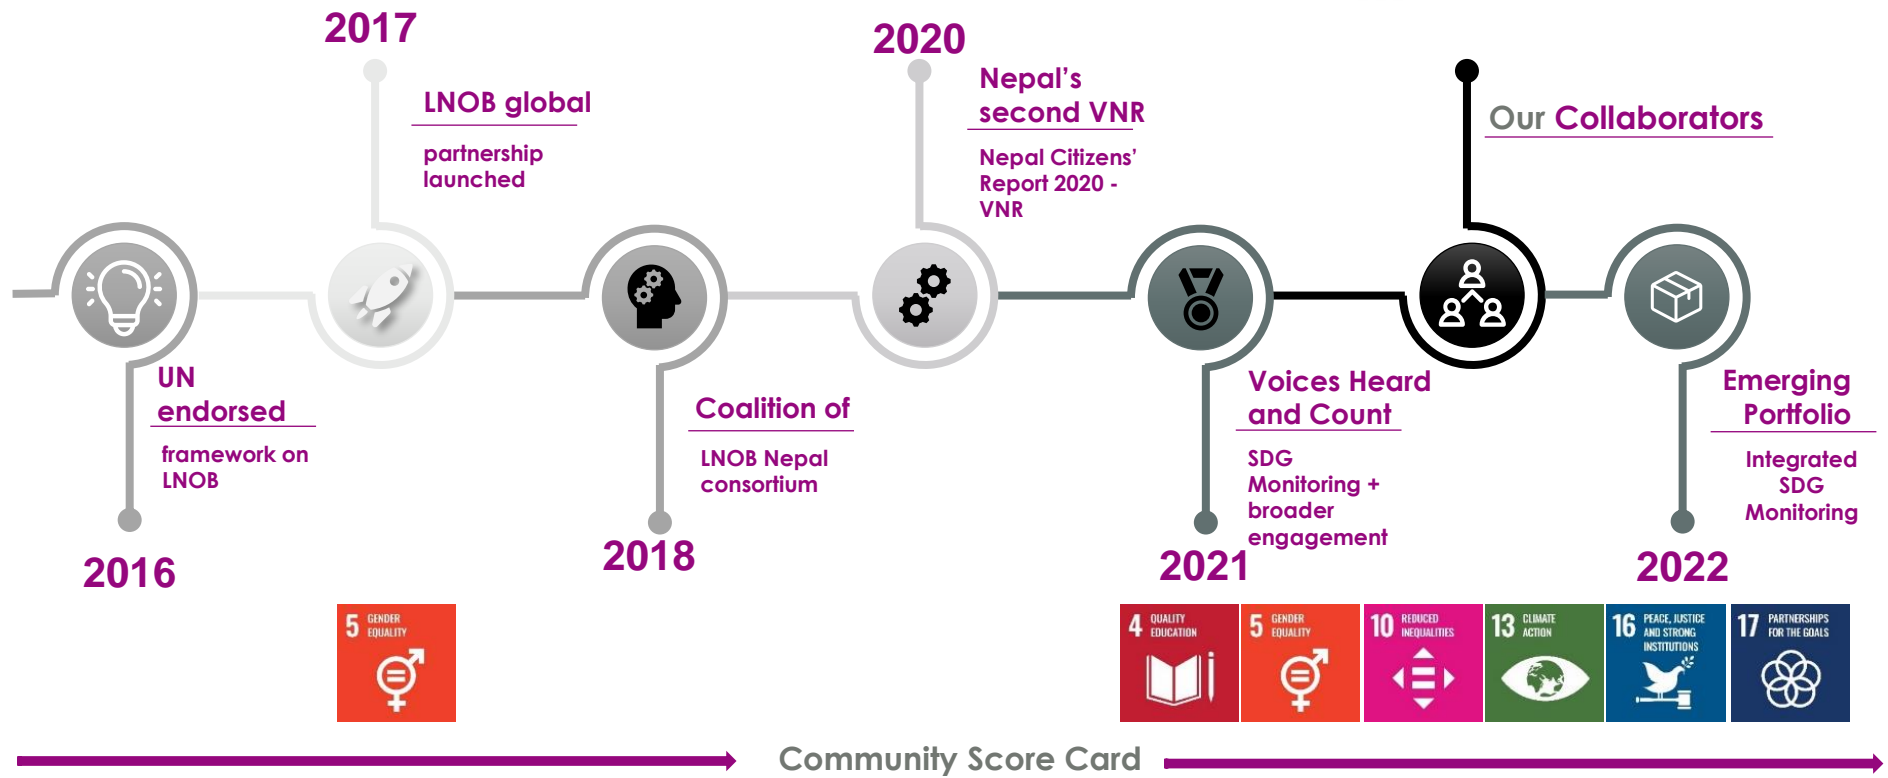 2017
LNOB global
partnership
launched
2020
Nepal's
second VNR
Nepal Citizens'
Report 2020 -
VNR
Our Collaborators
UN
endorsed
framework on
LNOB
2016
Coalition of
LNOB Nepal
consortium
2018
Voices Heard
and Count
SDG
Monitoring +
broader
engagement
2021
Emerging
Portfolio
Integrated
SDG
Monitoring
2022
5 GENDER
EQUALITY
4 QUALITY
EDUCATION
5 GENDER
EQUALITY
10 REDUCED
INEQUALITIES
13 CLIMATE
ACTION
16 PEACE, JUSTICE
AND STRONG
INSTITUTIONS
17 PARTNERSHIPS
FOR THE GOALS
Community Score Card